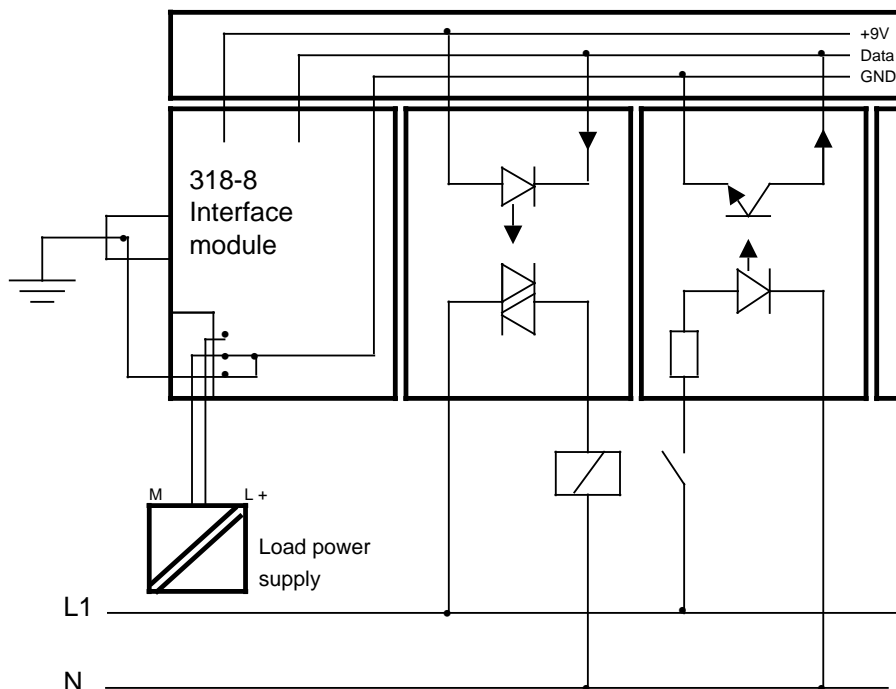 +9V
Data
GND
318-8
Interface
module
M
L +
Load power
supply
L1
N